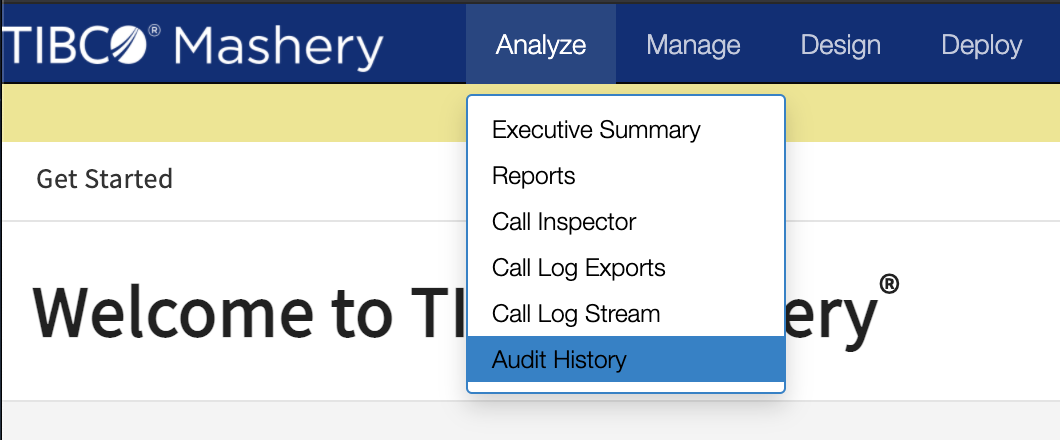 TIBCO® Mashery
Analyze
Manage
Design
Deploy
Executive Summary
Reports
Call Inspector
Call Log Exports
Call Log Stream
Audit History
Get Started
Welcome to TI ery®